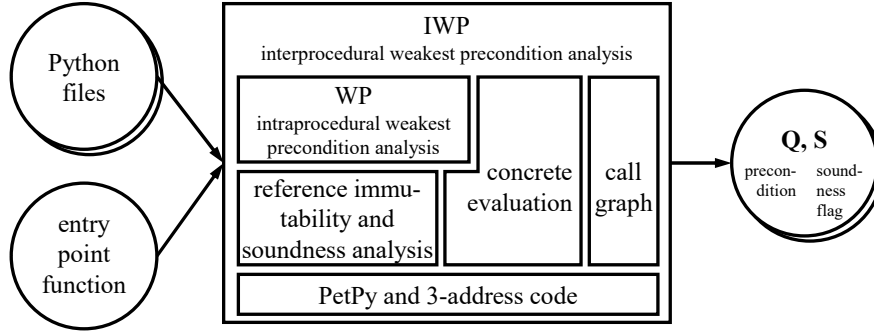 Python
files
entry
point
function
IWP
interprocedural weakest precondition analysis
WP
intraprocedural weakest
precondition analysis
reference immu-
tability and
soundness analysis
concrete
evaluation
call
graph
PetPy and 3-address code
Q, S
precon-
dition
sound-
ness
flag